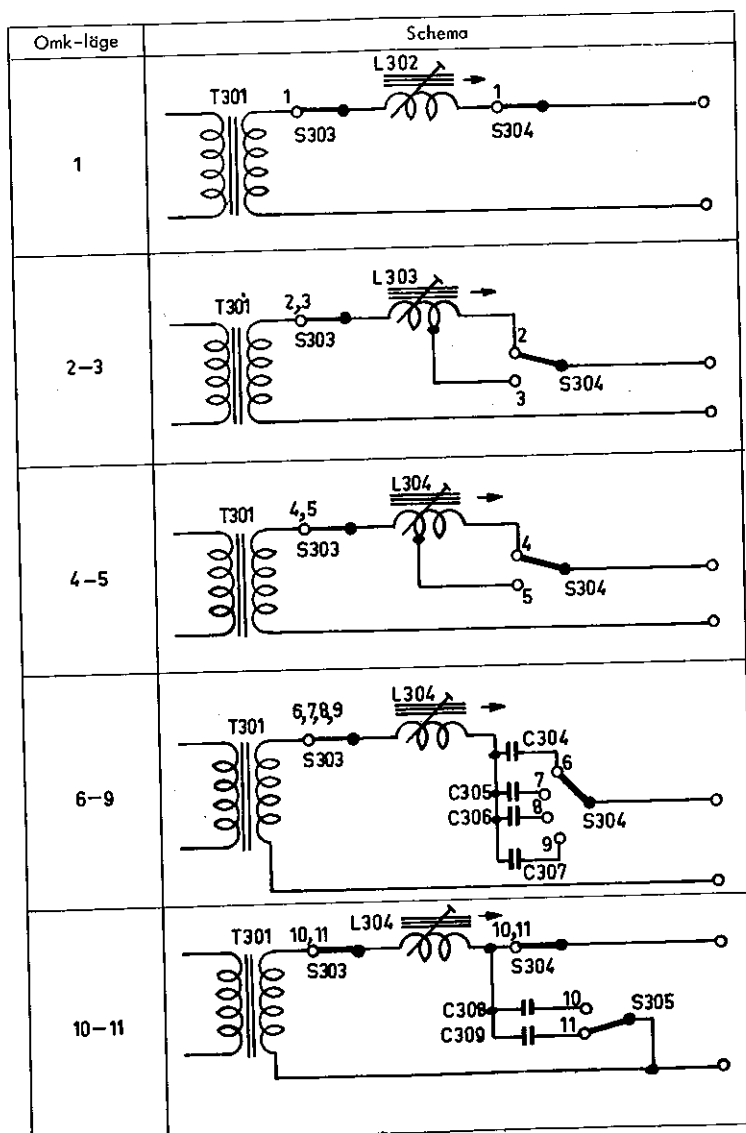 Omk-läge Schema
1
L302
T301 1 1
S303 S304
2-3
L303
T301 2,3
S303 2
3 S304
4-5
L304
T301 4,5
S303 4
5 S304
6-9
L304
T301 6,7,8,9
S303 C304
6
C305 7
C306 8 S304
9
C307
10-11
L304
T301 10,11 10,11
S303 S304
C308 10 S305
C309 11